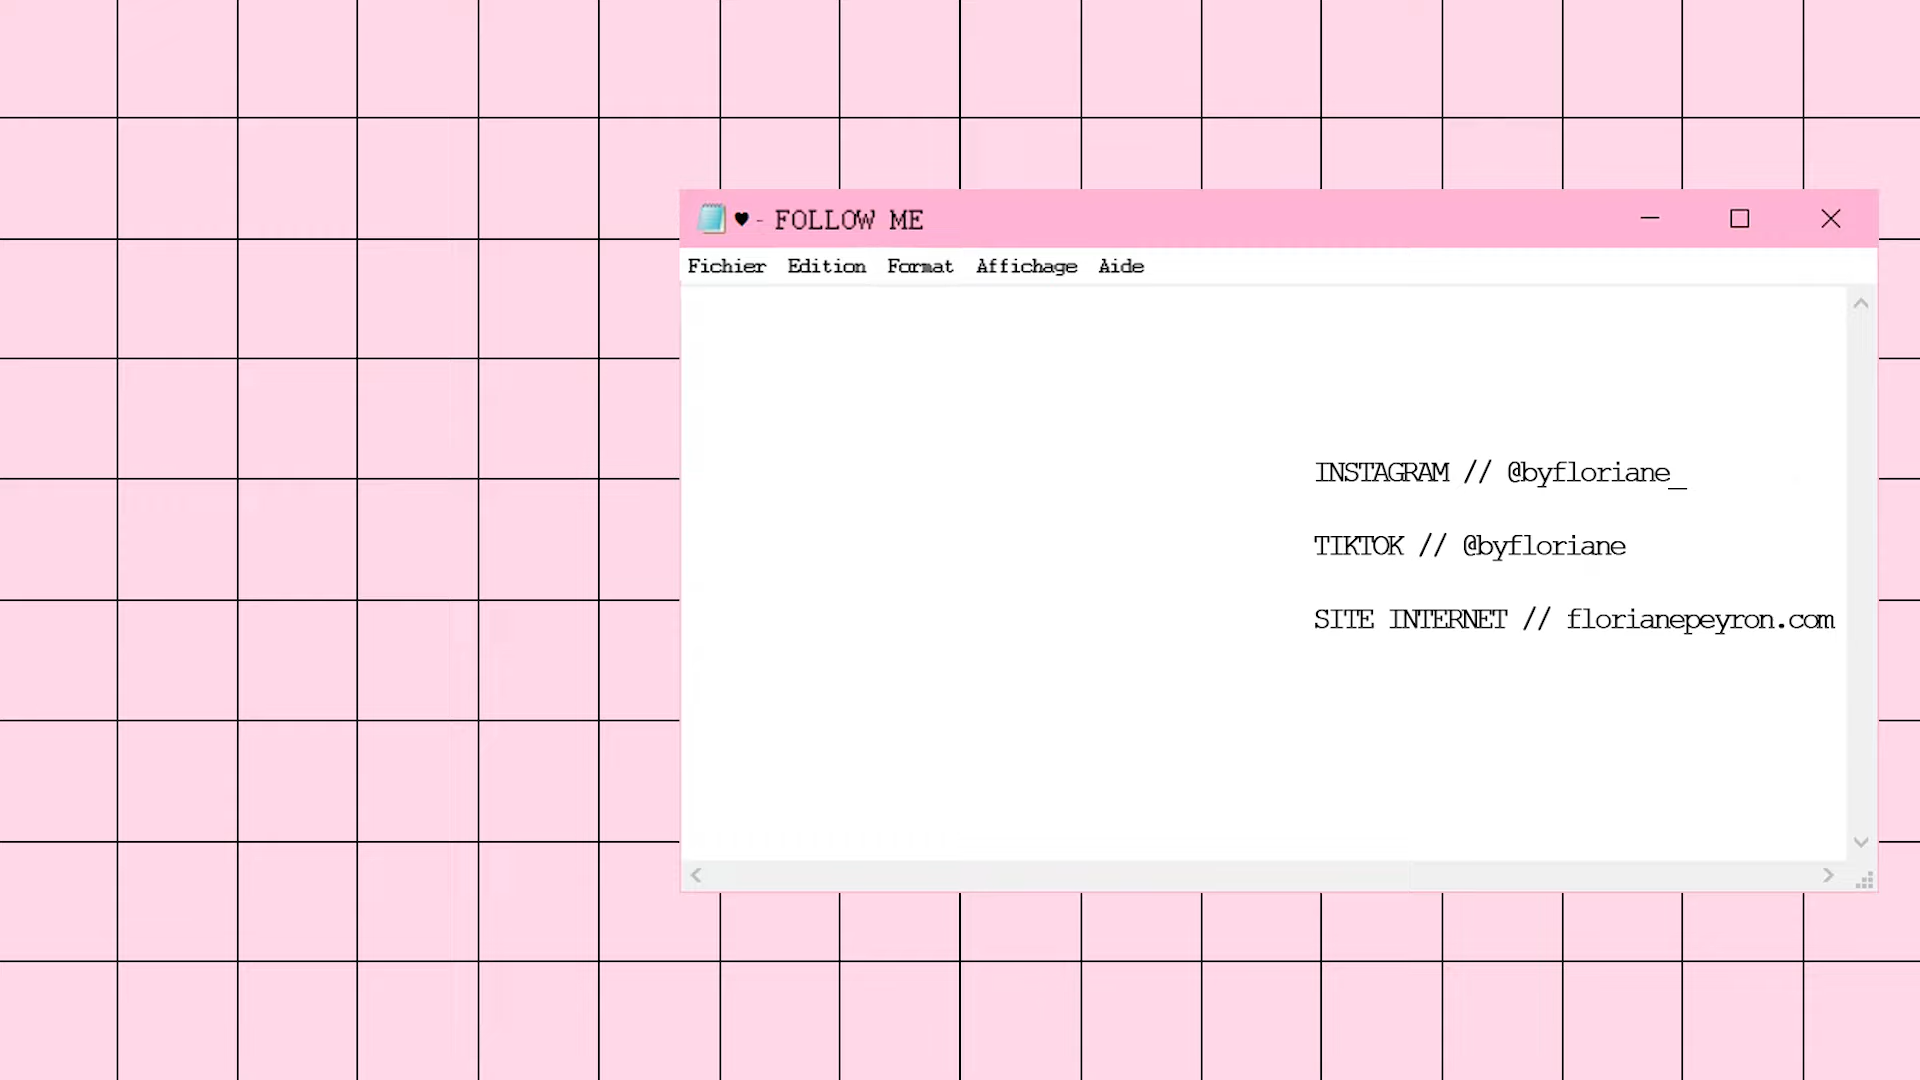 ♥ - FOLLOW ME
Fichier Edition Format Affichage Aide
INSTAGRAM // @byfloriane_
TIKTOK // @byfloriane
SITE INTERNET // florianepeyron.com